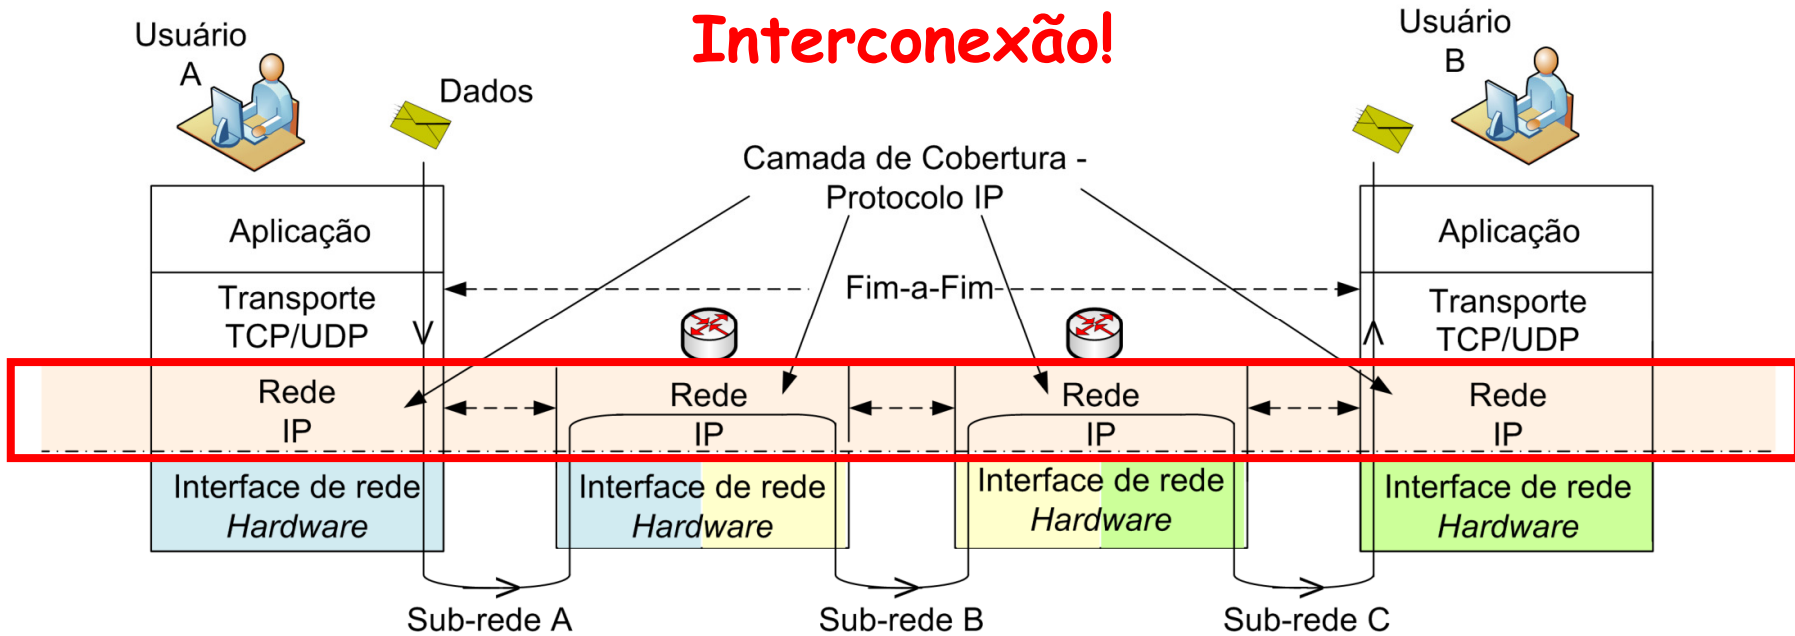 Interconexão!
Usuário
A
Dados
Usuário
B
Camada de Cobertura -
Protocolo IP
Aplicação
Aplicação
Fim-a-Fim
Transporte
TCP/UDP
Transporte
TCP/UDP
Rede
IP
Rede
IP
Rede
IP
Rede
IP
Interface de rede
Hardware
Interface de rede
Hardware
Interface de rede
Hardware
Interface de rede
Hardware
Sub-rede A
Sub-rede B
Sub-rede C